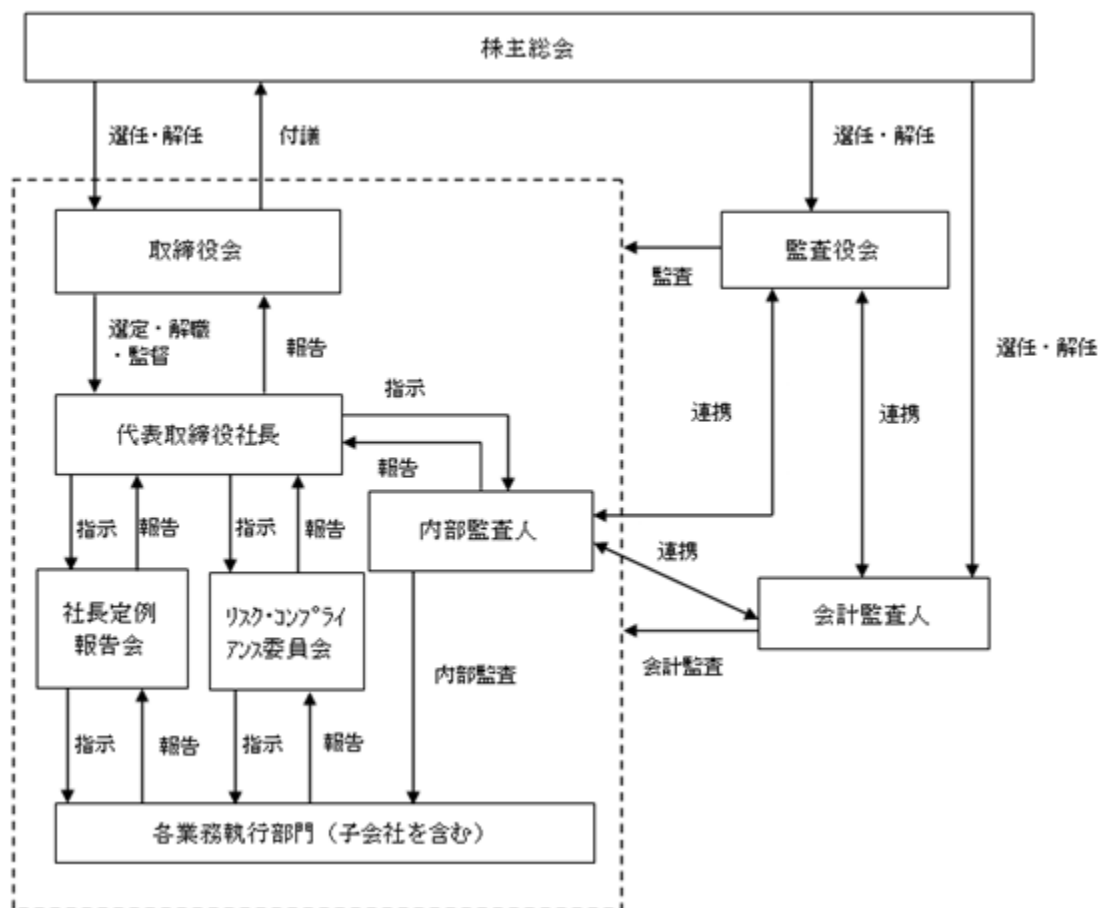 株主総会
選任・解任
付議
選任・解任
取締役会
監査役会
監査
選定・解職
・監督
報告
選任・解任
指示
連携
連携
代表取締役社長
報告
内部監査人
指示
報告
指示
報告
連携
社長定例
報告会
ﾘｽｸ・ｺﾝﾌﾟﾗｲ
ｱﾝｽ委員会
会計監査人
会計監査
内部監査
指示
報告
指示
報告
各業務執行部門（子会社を含む）